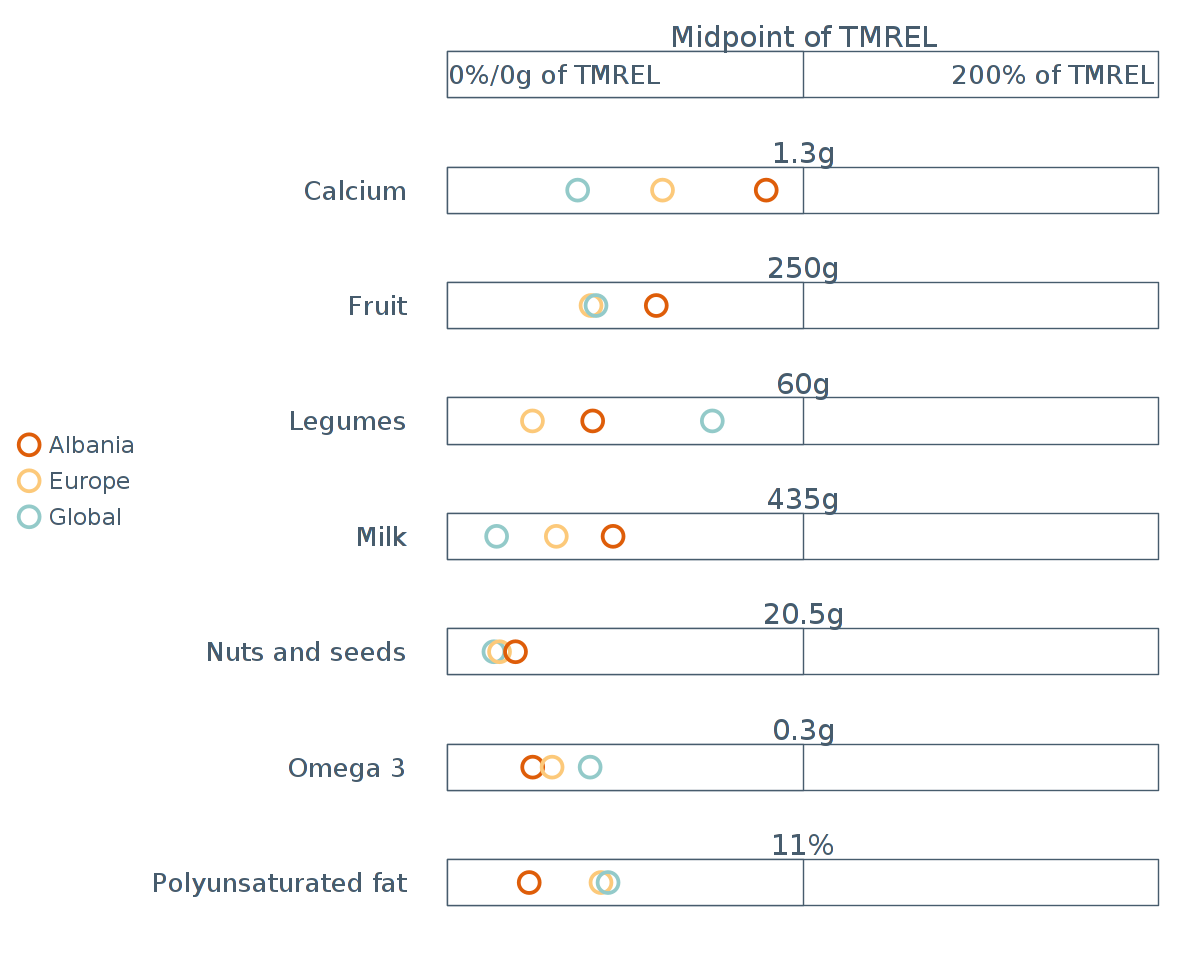 Midpoint of TMREL
0%/0g of TMREL 200% of TMREL
1.3g
Calcium
250g
Fruit
60g
Legumes
Albania
Europe
Global
435g
Milk
20.5g
Nuts and seeds
0.3g
Omega 3
11%
Polyunsaturated fat